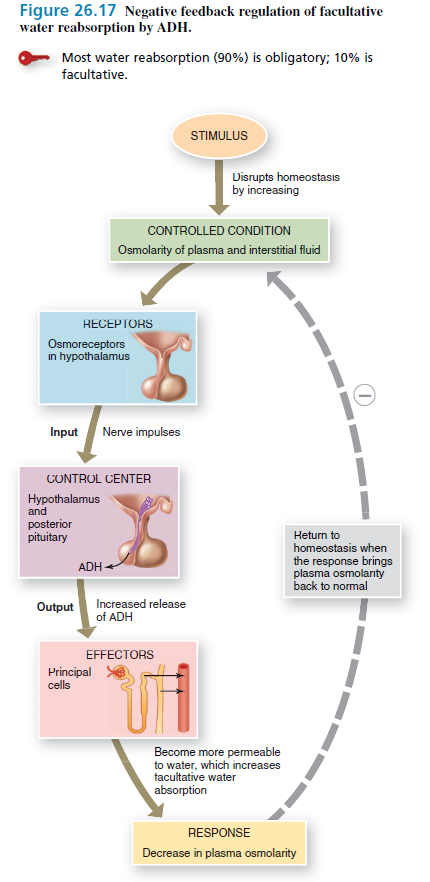 Figure 26.17 Negative feedback regulation of facultative
water reabsorption by ADH.
Most water reabsorption (90%) is obligatory; 10% is
facultative.
STIMULUS
Disrupts homeostasis
by increasing
CONTROLLED CONDITION
Osmolarity of plasma and interstitial fluid
RECEPTORS
Osmoreceptors
in hypothalamus
Input
Nerve impulses
CONTROL CENTER
Hypothalamus
and
posterior
pituitary
ADH
Output
Increased release
of ADH
EFFECTORS
Principal
cells
Become more permeable
to water, which increases
facultative water
absorption
RESPONSE
Decrease in plasma osmolarity
−
Return to
homeostasis when
the response brings
plasma osmolarity
back to normal